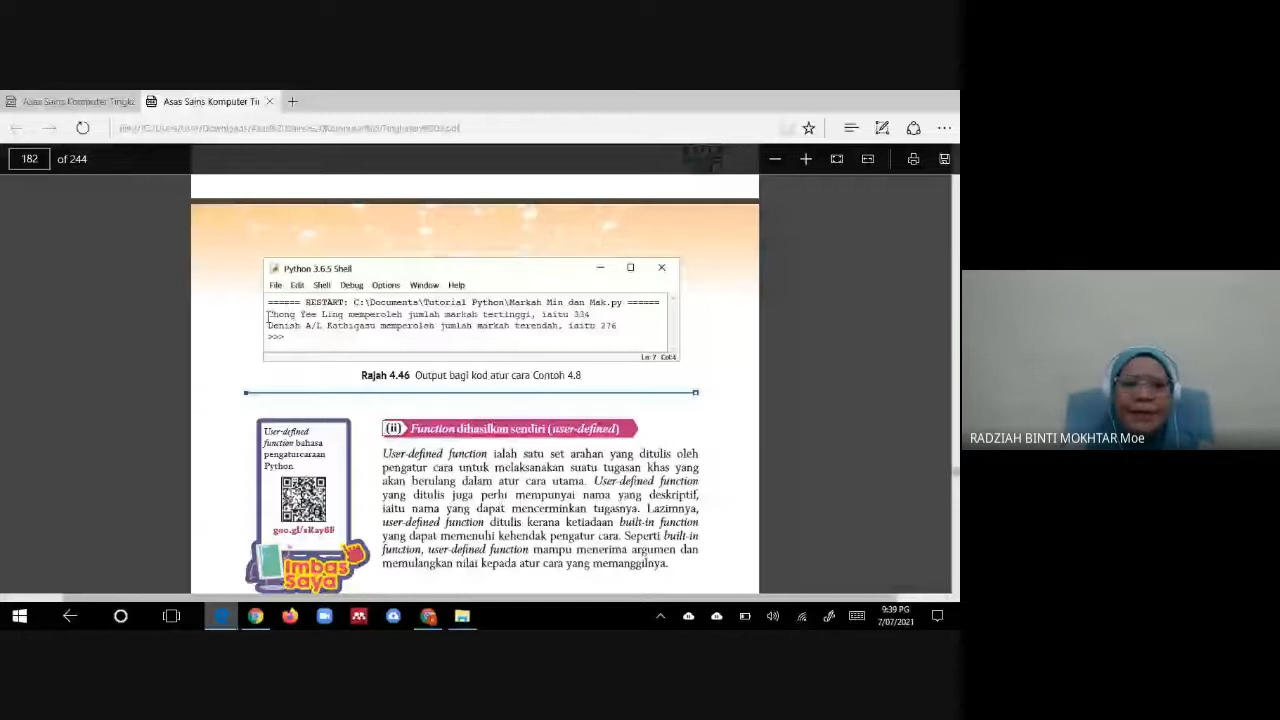 Asas Sains Komputer Tingka
Asas Sains Komputer Tin
182 of 244
Python 3.6.5 Shell
File Edit Shell Debug Options Window Help
====== RESTART: C:\Documents\Tutorial Python\Markah Min dan Mak.py ======
Chong Yee Ling memperoleh jumlah markah tertinggi, iaitu 334
Denish A/L Kathigasu memperoleh jumlah markah terendah, iaitu 276
>>>
Ln: 7 Col: 4
Rajah 4.46 Output bagi kod atur cara Contoh 4.8
User-defined
function bahasa
pengaturcaraan
Python
Imbas
Saya
(ii) Function dihasilkan sendiri (user-defined)
User-defined function ialah satu set arahan yang ditulis oleh
pengatur cara untuk melaksanakan suatu tugasan khas yang
akan berulang dalam atur cara utama. User-defined function
yang ditulis juga perlu mempunyai nama yang deskriptif,
iaitu nama yang dapat mencerminkan tugasnya. Lazimnya,
user-defined function ditulis kerana ketiadaan built-in function
yang dapat memenuhi kehendak pengatur cara. Seperti built-in
function, user-defined function mampu menerima argumen dan
memulangkan nilai kepada atur cara yang memanggilnya.
RADZIAH BINTI MOKHTAR Moe
9:39 PG
7/07/2021